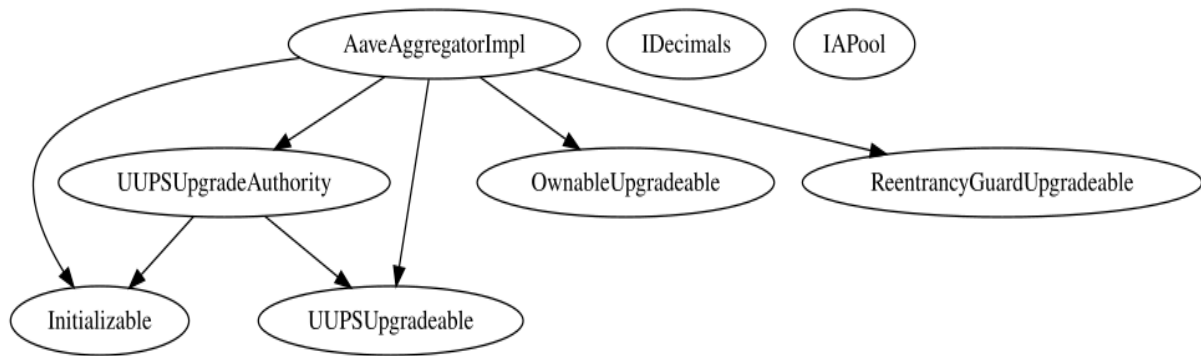 AaveAggregatorImpl
IDecimals
IAPool
UUPSUpgradeAuthority
OwnableUpgradeable
ReentrancyGuardUpgradeable
Initializable
UUPSUpgradeable